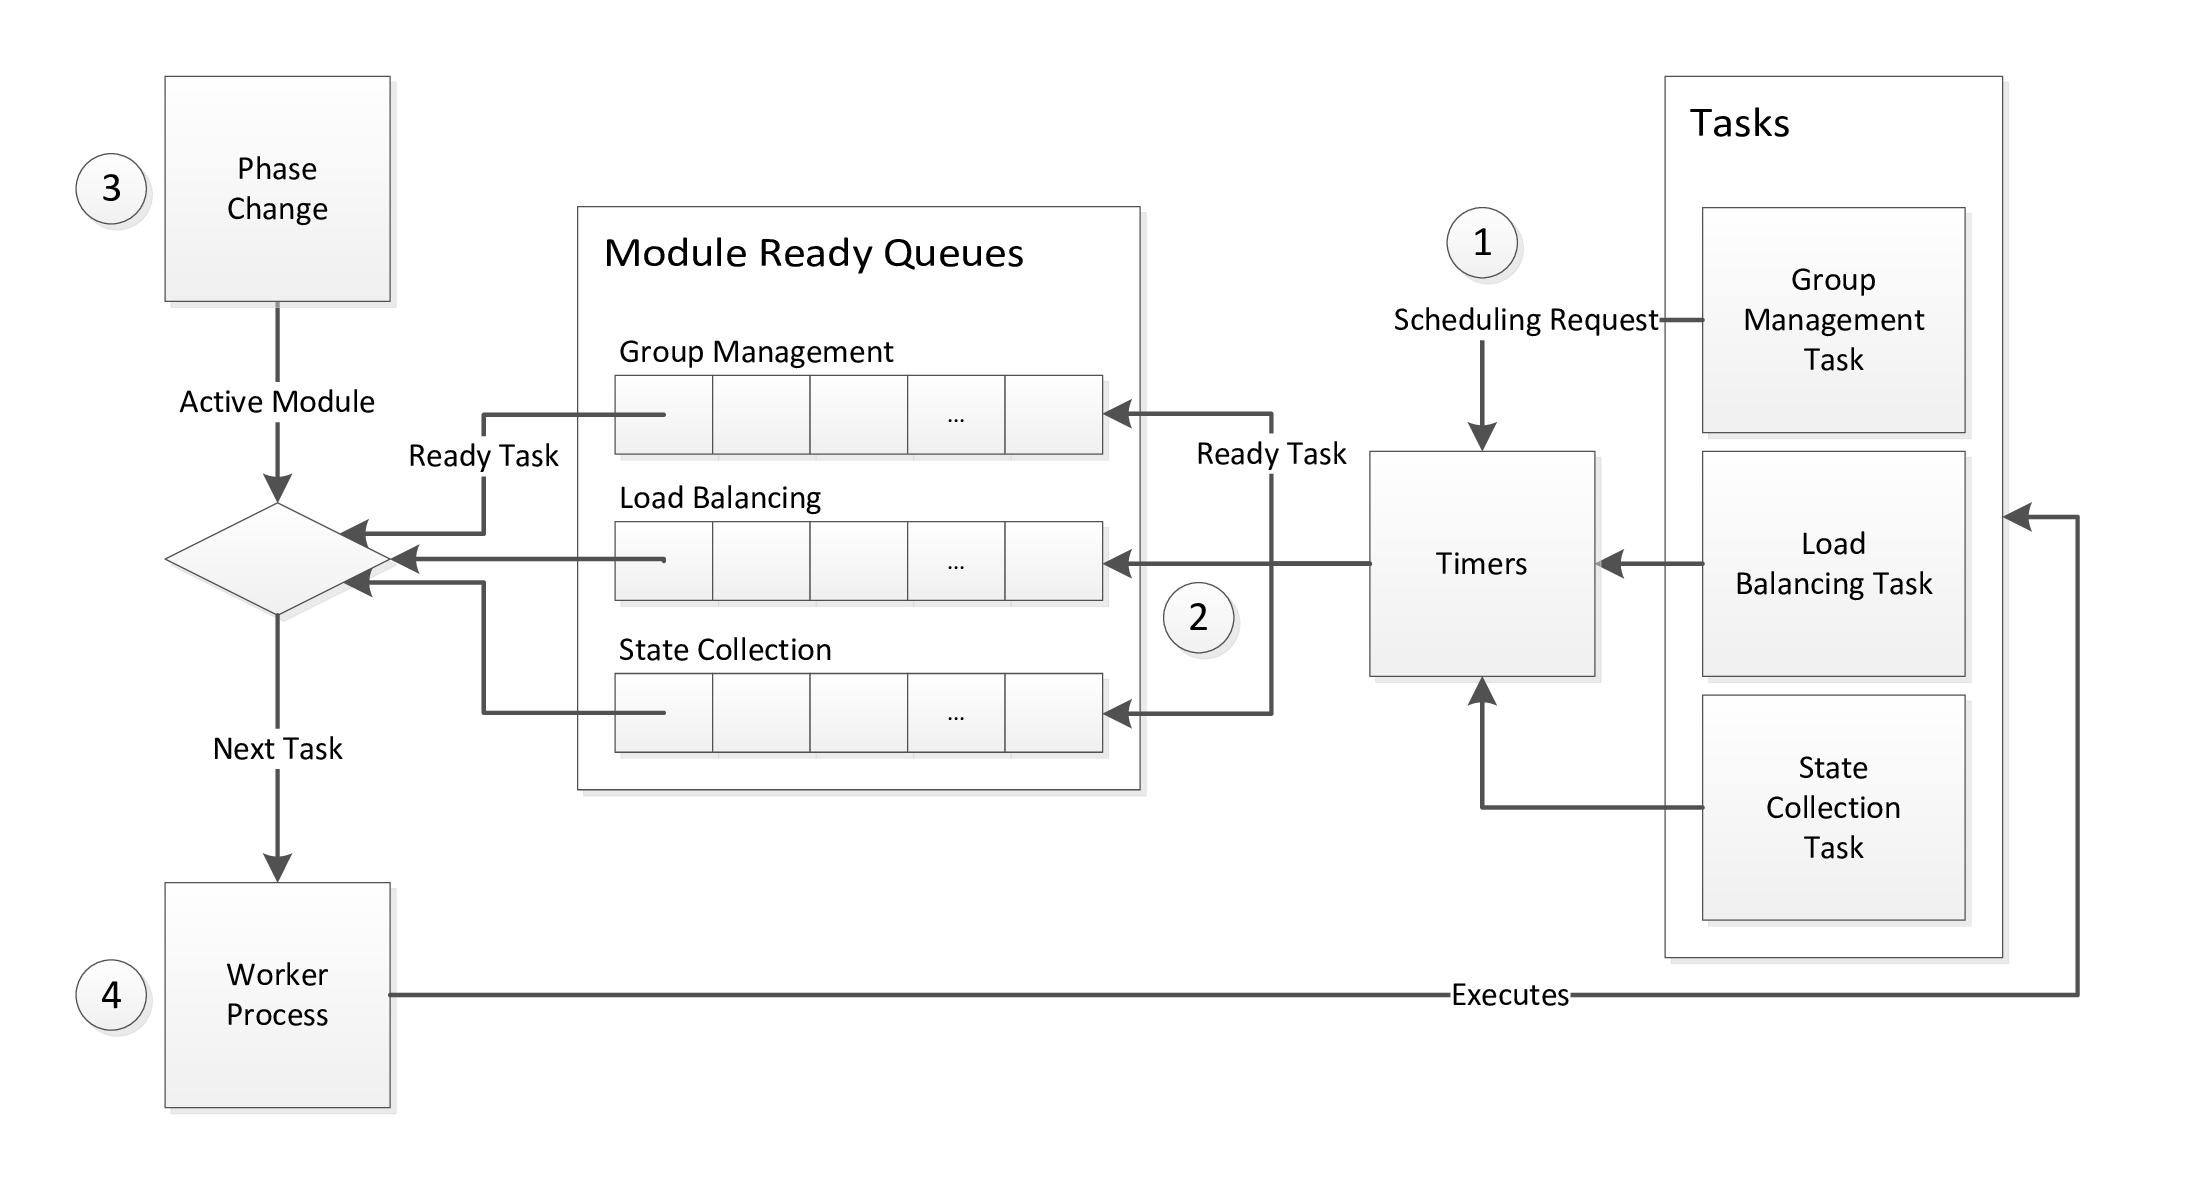 3
Phase
Change
Active Module
Ready Task
Next Task
4
Worker
Process
Module Ready Queues
Group Management
...
Load Balancing
...
State Collection
...
Ready Task
2
1
Scheduling Request
Timers
Tasks
Group
Management
Task
Load
Balancing Task
State
Collection
Task
Executes